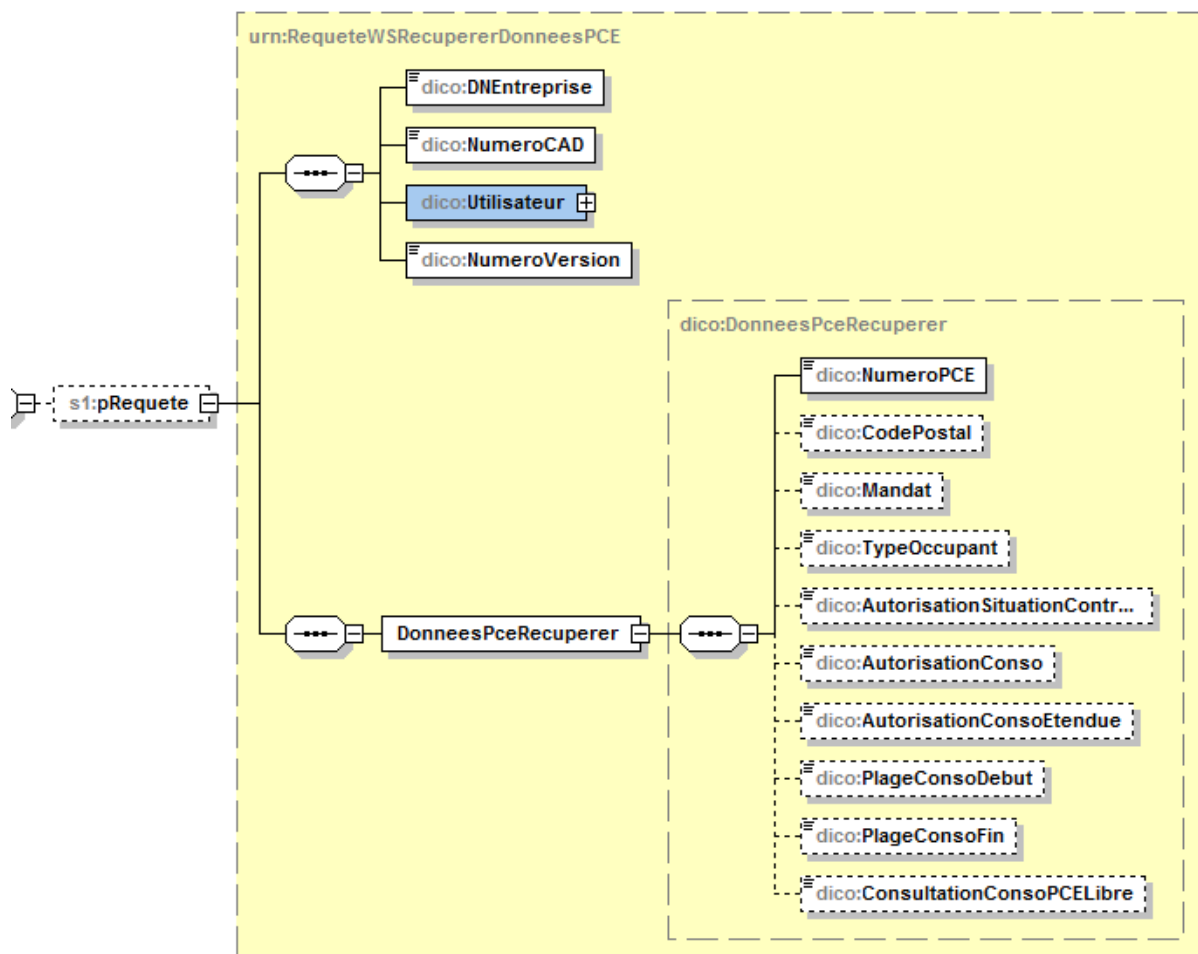 urn:RequeteWSRecupererDonneesPCE
dico:DNEntreprise
dico:NumeroCAD
dico:Utilisateur
dico:NumeroVersion
dico:DonneesPceRecuperer
dico:NumeroPCE
dico:CodePostal
s1:pRequete
dico:Mandat
dico:TypeOccupant
dico:AutorisationSituationContr...
DonneesPceRecuperer
dico:AutorisationConso
dico:AutorisationConsoEtendue
dico:PlageConsoDebut
dico:PlageConsoFin
dico:ConsultationConsoPCELibre